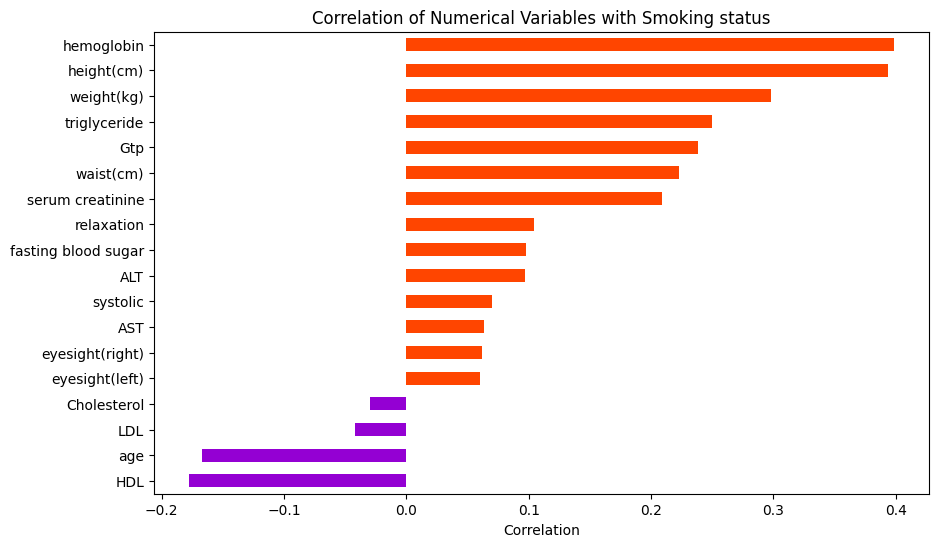 Correlation of Numerical Variables with Smoking status
hemoglobin
height(cm)
weight(kg)
triglyceride
Gtp
waist(cm)
serum creatinine
relaxation
fasting blood sugar
ALT
systolic
AST
eyesight(right)
eyesight(left)
Cholesterol
LDL
age
HDL
−0.2 −0.1 0.0 0.1 0.2 0.3 0.4
Correlation